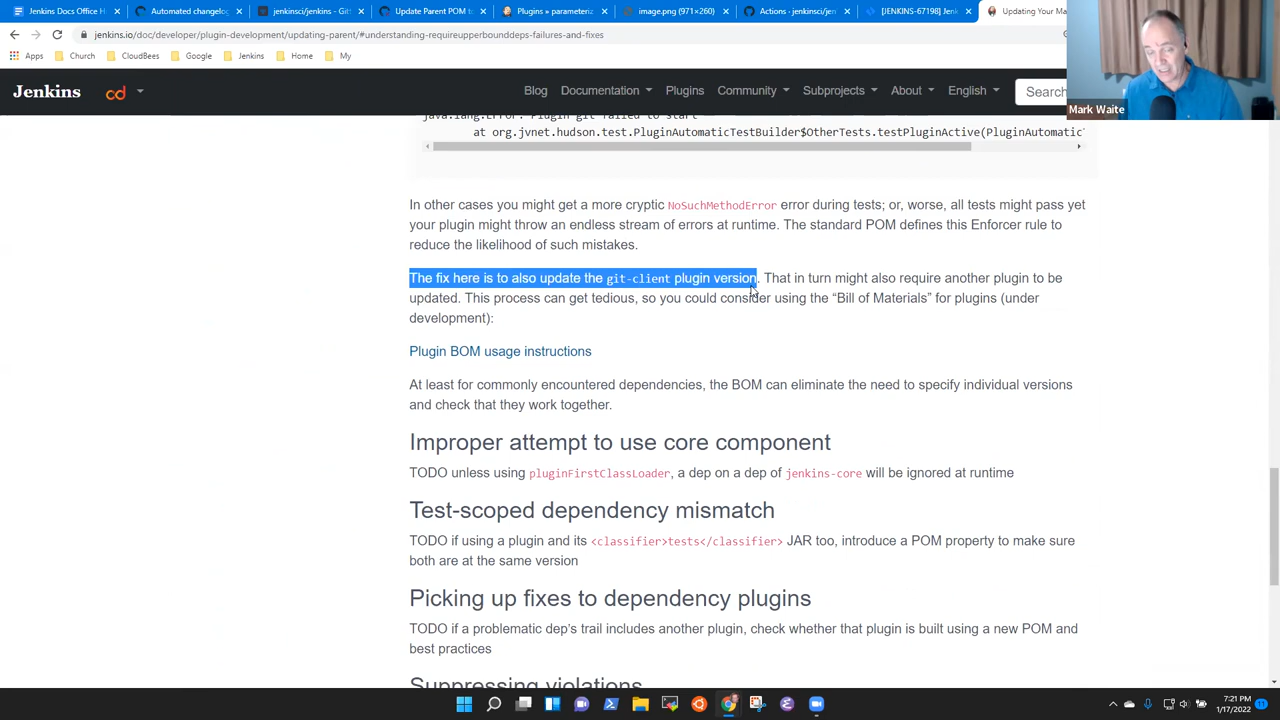 Jenkins Docs Office H
Automated changelog
jenkinsci/jenkins - Git
Update Parent POM to
Plugins » parameteriz
image.png (971×260)
Actions · jenkinsci/jen
[JENKINS-67198] Jenk
Updating Your Ma
jenkins.io/doc/developer/plugin-development/updating-parent/#understanding-requireupperbounddeps-failures-and-fixes
Apps
Church
CloudBees
Google
Jenkins
Home
My
Mark Waite
Jenkins
cd
Blog
Documentation
Plugins
Community
Subprojects
About
English
Search
java.lang.Error: Plugin git failed to start
at org.jvnet.hudson.test.PluginAutomaticTestBuilder$OtherTests.testPluginActive(PluginAutomaticT
In other cases you might get a more cryptic NoSuchMethodError error during tests; or, worse, all tests might pass yet
your plugin might throw an endless stream of errors at runtime. The standard POM defines this Enforcer rule to
reduce the likelihood of such mistakes.
The fix here is to also update the git-client plugin version. That in turn might also require another plugin to be
updated. This process can get tedious, so you could consider using the “Bill of Materials” for plugins (under
development):
Plugin BOM usage instructions
At least for commonly encountered dependencies, the BOM can eliminate the need to specify individual versions
and check that they work together.
Improper attempt to use core component
TODO unless using pluginFirstClassLoader, a dep on a dep of jenkins-core will be ignored at runtime
Test-scoped dependency mismatch
TODO if using a plugin and its <classifier>tests</classifier> JAR too, introduce a POM property to make sure
both are at the same version
Picking up fixes to dependency plugins
TODO if a problematic dep’s trail includes another plugin, check whether that plugin is built using a new POM and
best practices
Suppressing violations
7:21 PM
1/17/2022